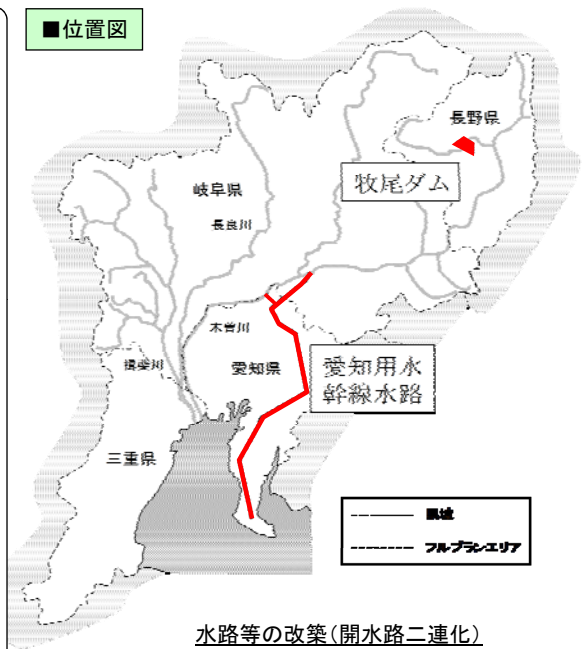 ■位置図
長野県
牧尾ダム
岐阜県
長良川
木曽川
揖斐川
愛知県
愛知用水
幹線水路
三重県
県境
フルプランエリア
水路等の改築(開水路二連化)